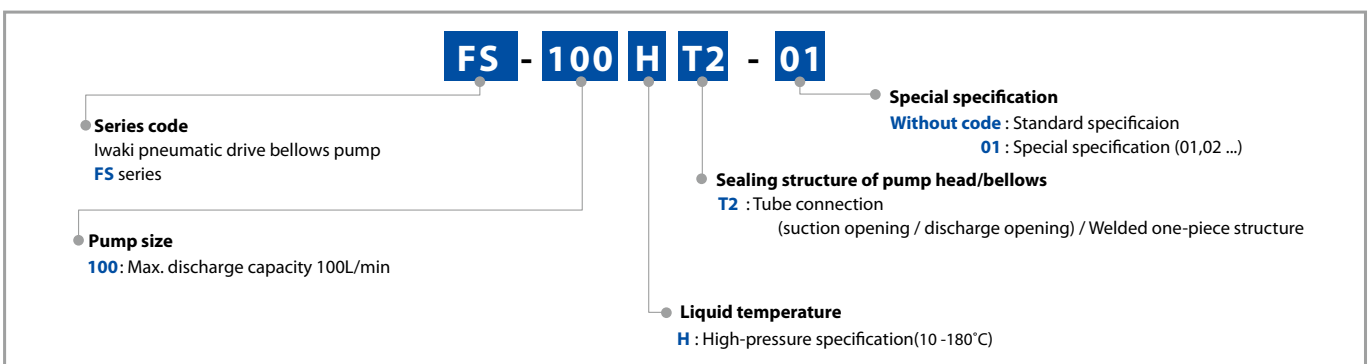 FS - 100 H T2 - 01
Special specification
Without code : Standard specificaion
01 : Special specification (01,02 ...)
Series code
Iwaki pneumatic drive bellows pump
FS series
Sealing structure of pump head/bellows
T2 : Tube connection
(suction opening / discharge opening) / Welded one-piece structure
Pump size
100: Max. discharge capacity 100L/min
Liquid temperature
H : High-pressure specification(10 -180˚C)